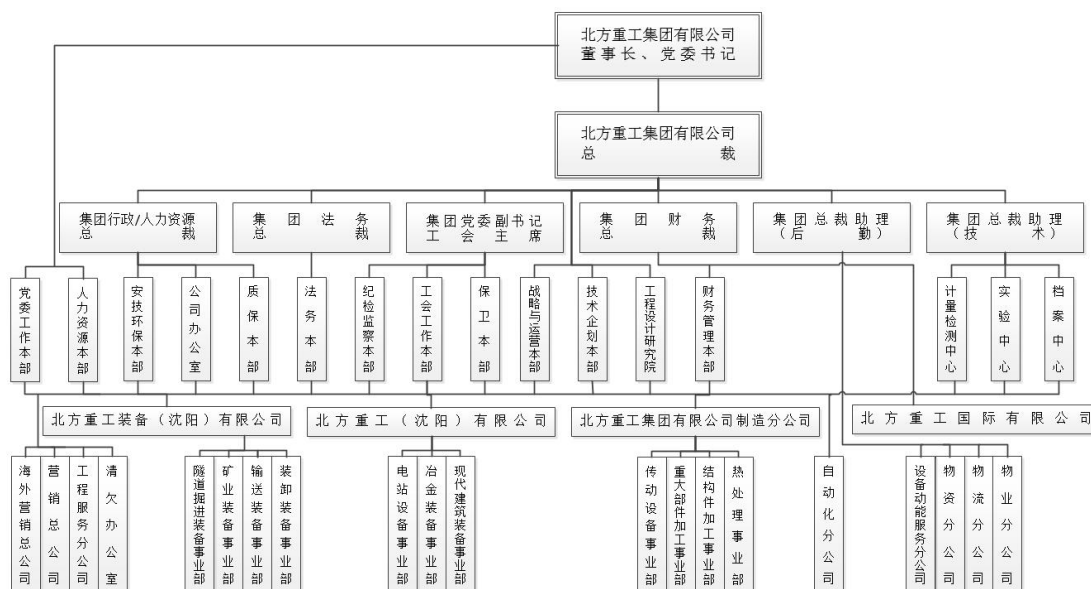 北方重工集团有限公司
董事长、党委书记
北方重工集团有限公司
总裁
集团行政/人力资源
总裁
集团法务
总裁
集团党委副书记
工会主席
集团财务
总裁
集团总裁助理
（后勤）
集团总裁助理
（技术）
党委工作本部
人力资源本部
安技环保本部
公司办公室
质保本部
法务本部
纪检监察本部
工会工作本部
保卫本部
战略与运营本部
技术企划本部
工程设计研究院
财务管理本部
计量检测中心
实验中心
档案中心
北方重工装备（沈阳）有限公司
北方重工（沈阳）有限公司
北方重工集团有限公司制造分公司
北方重工国际有限公司
海外营销总公司
营销总公司
工程服务分公司
清欠办公室
隧道掘进装备事业部
矿业装备事业部
输送装备事业部
装卸装备事业部
电站设备事业部
冶金装备事业部
现代建筑装备事业部
传动设备事业部
重大部件加工事业部
结构件加工事业部
热处理事业部
自动化分公司
设备动能服务分公司
物资分公司
物流分公司
物业分公司